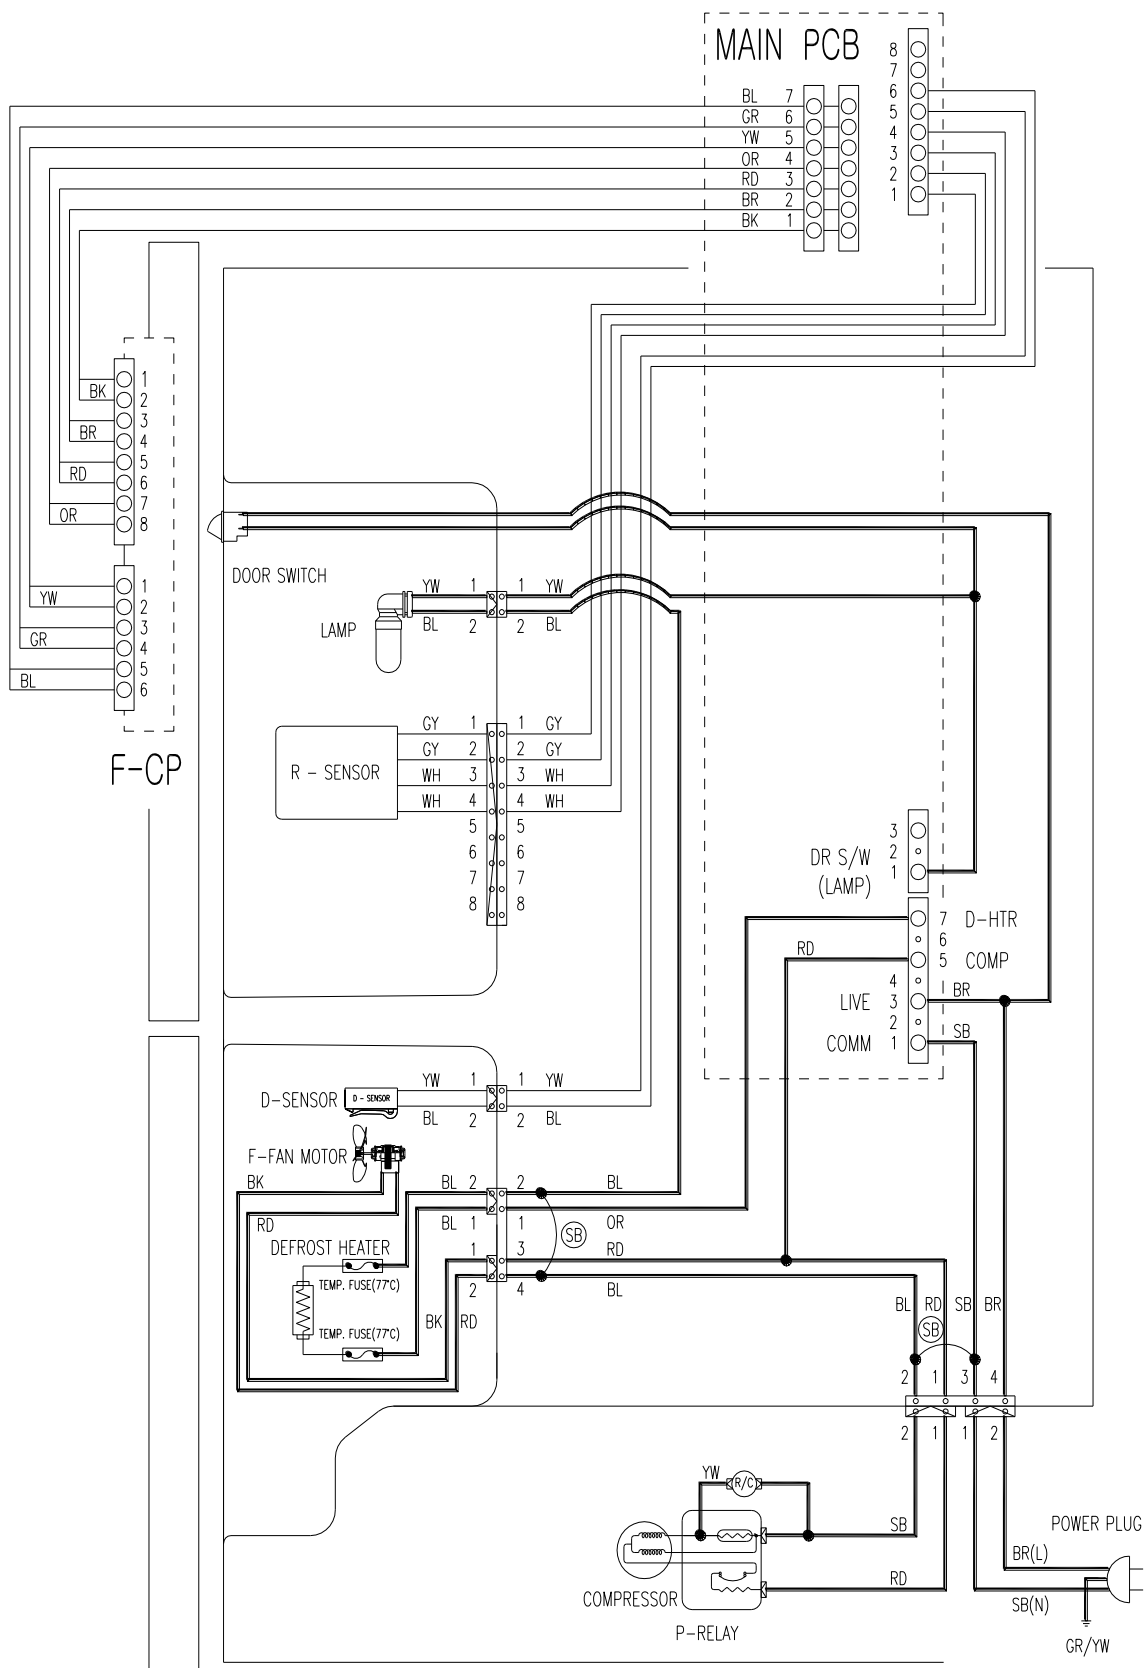 MAIN PCB
8
7
6
5
4
3
2
1
BL 7
GR 6
YW 5
OR 4
RD 3
BR 2
BK 1
1
BK 2
3
BR 4
5
RD 6
7
OR 8
1
YW 2
3
GR 4
5
BL 6
F-CP
DOOR SWITCH
LAMP
YW 1 1 YW
BL 2 2 BL
R - SENSOR
GY 1 1 GY
GY 2 2 GY
WH 3 3 WH
WH 4 4 WH
5 5
6 6
7 7
8 8
DR S/W
(LAMP)
3
2
1
7 D-HTR
6
RD 5 COMP
4
LIVE 3 BR
2
COMM 1 SB
D-SENSOR
D - SENSOR
YW 1 1 YW
BL 2 2 BL
F-FAN MOTOR
BK
RD
BL 2 2 BL
BL 1 1 OR
SB
1 3 RD
2 4 BL
DEFROST HEATER
TEMP. FUSE(77°C)
TEMP. FUSE(77°C)
BK RD
BL RD SB BR
SB
2 1 3 4
2 1 1 2
YW
R/C
COMPRESSOR
P-RELAY
SB
RD
POWER PLUG
BR(L)
SB(N)
GR/YW